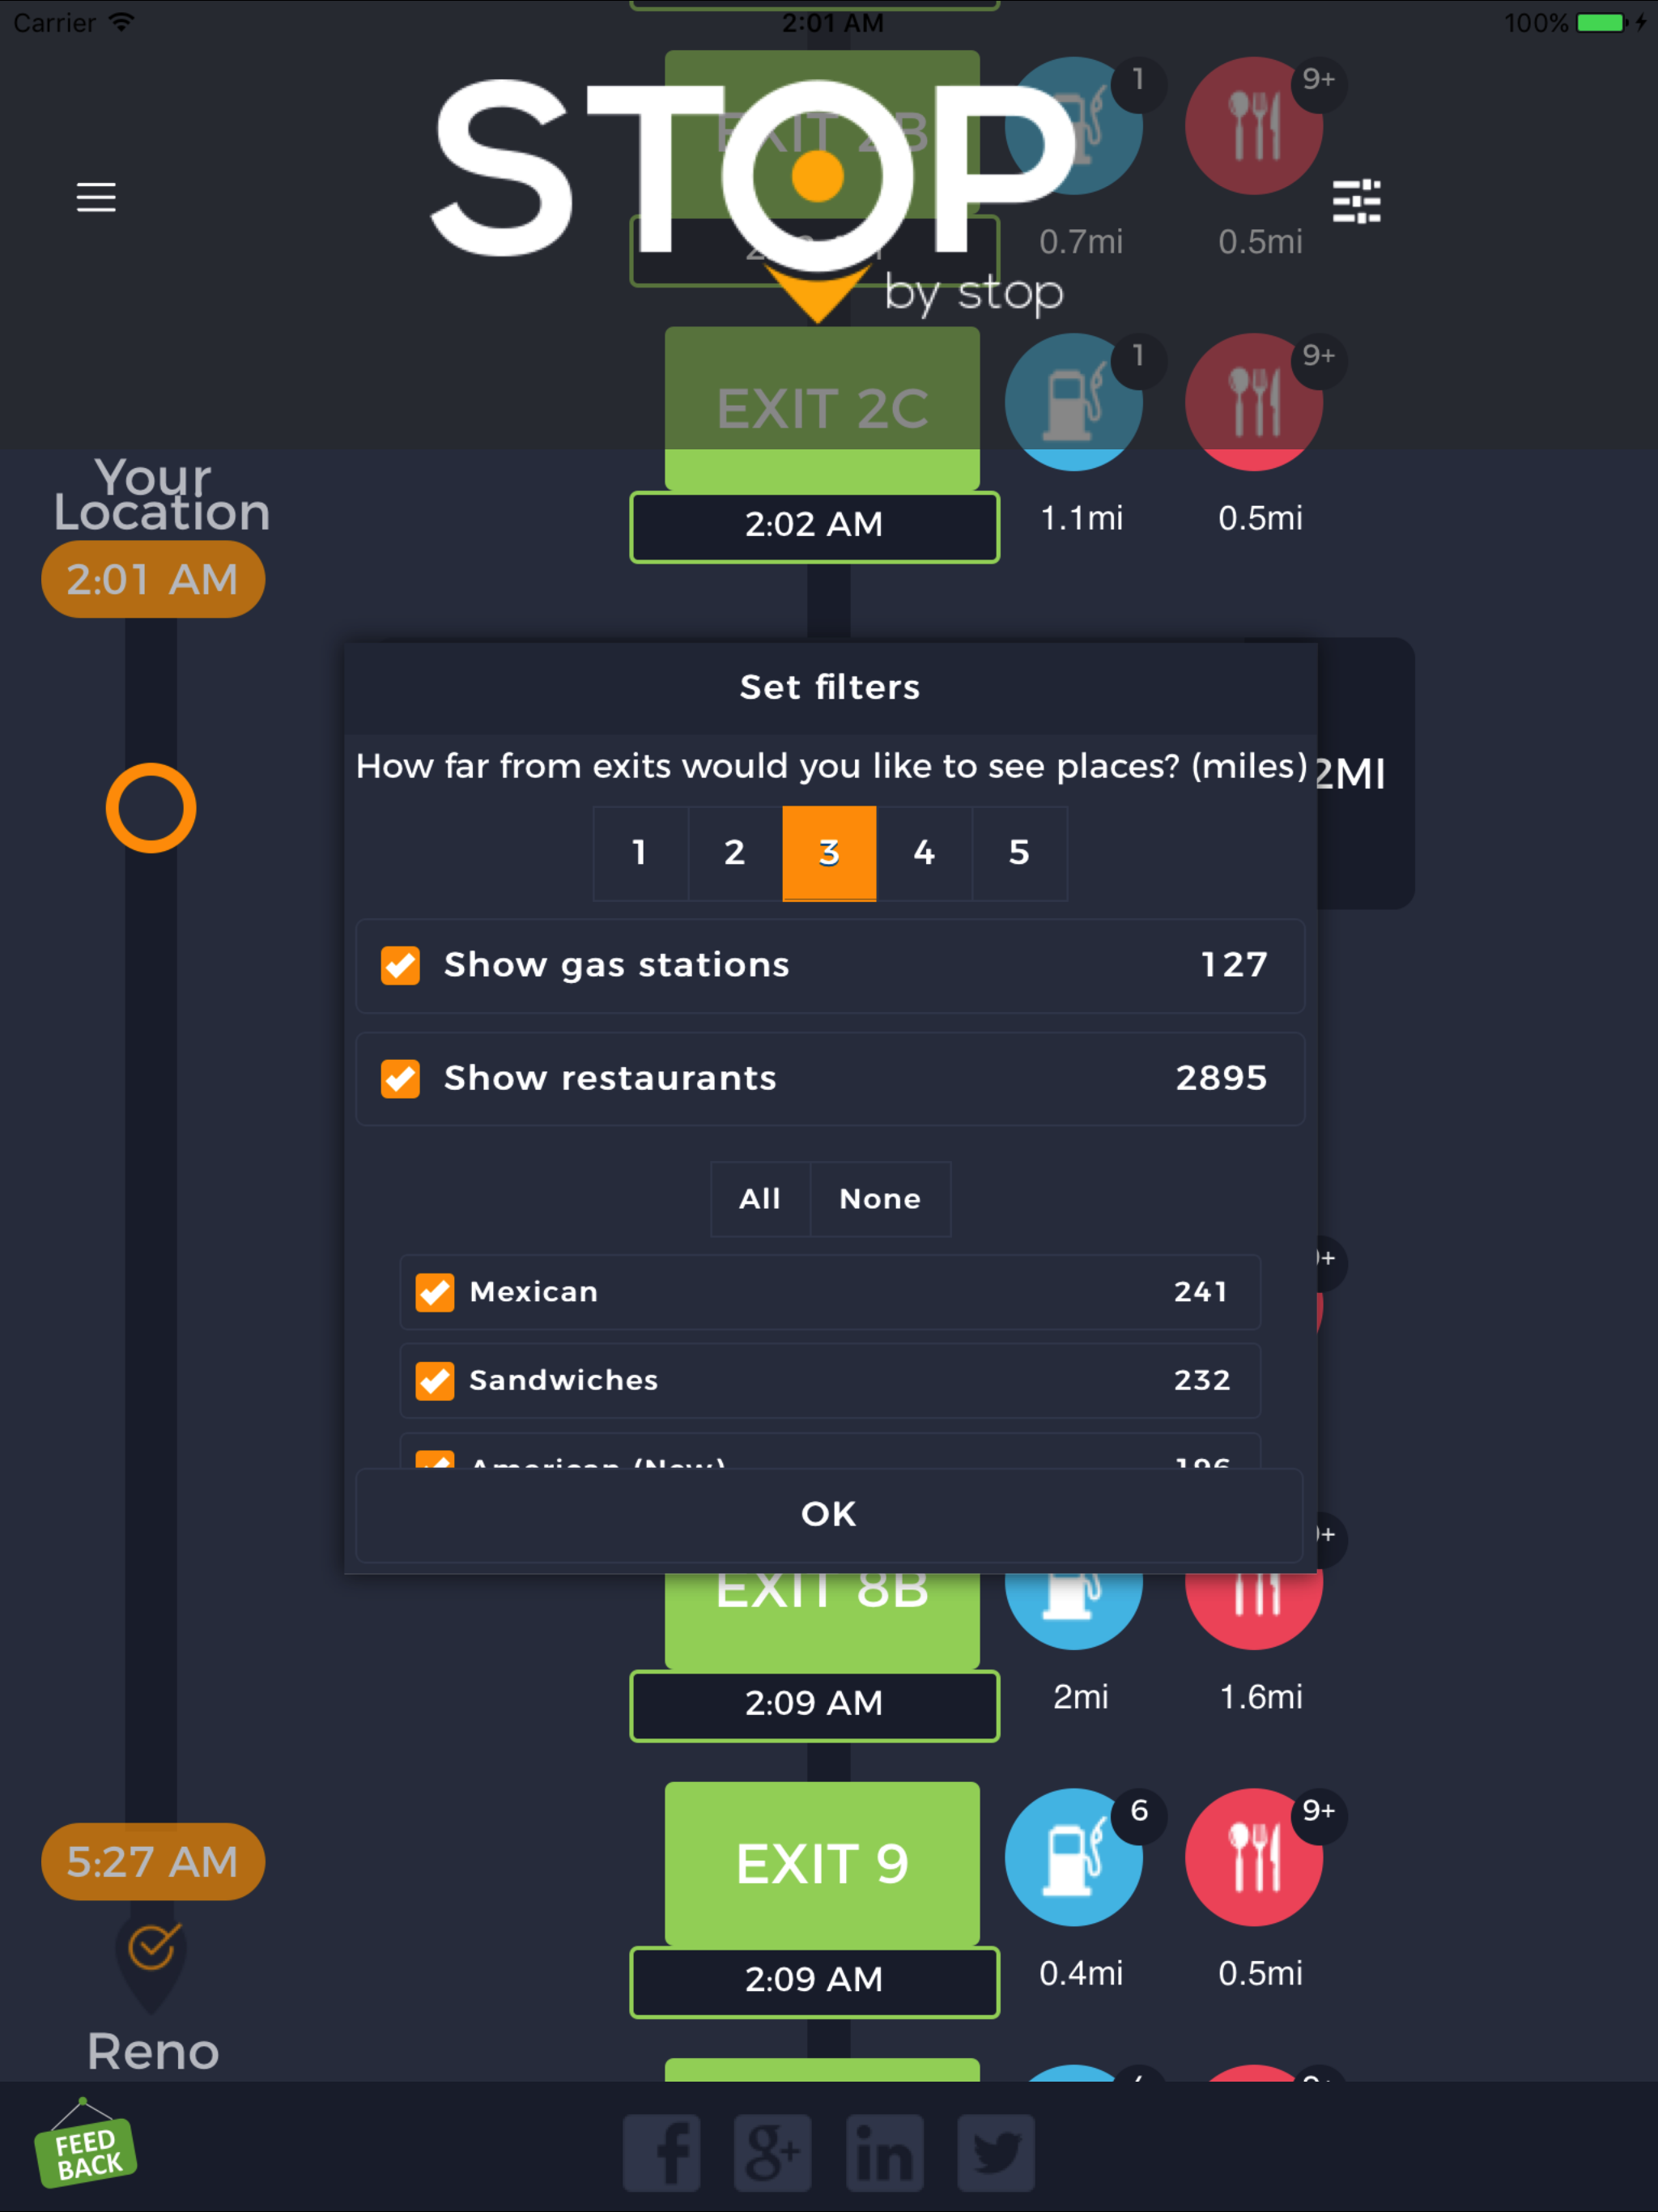 Carrier 2:01 AM 100%
1 9+
STOP
EXIT 2B
by stop
0.7mi 0.5mi
1 9+
EXIT 2C
Your
Location
2:02 AM 1.1mi 0.5mi
2:01 AM
Set filters
How far from exits would you like to see places? (miles)
2MI
1 2 3 4 5
Show gas stations 127
Show restaurants 2895
All None
Mexican 241
Sandwiches 232
American (New) 196
OK
EXIT 8B
2:09 AM 2mi 1.6mi
6 9+
EXIT 9
5:27 AM
2:09 AM 0.4mi 0.5mi
Reno
FEED
BACK
f g+ in